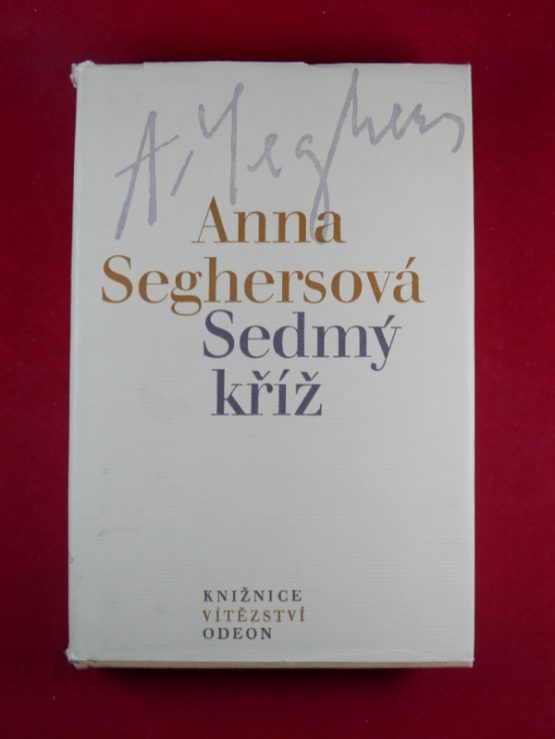 A. Seghers
Anna
Seghersová
Sedmý
kříž
KNIŽNICE
VÍTĚZSTVÍ
ODEON